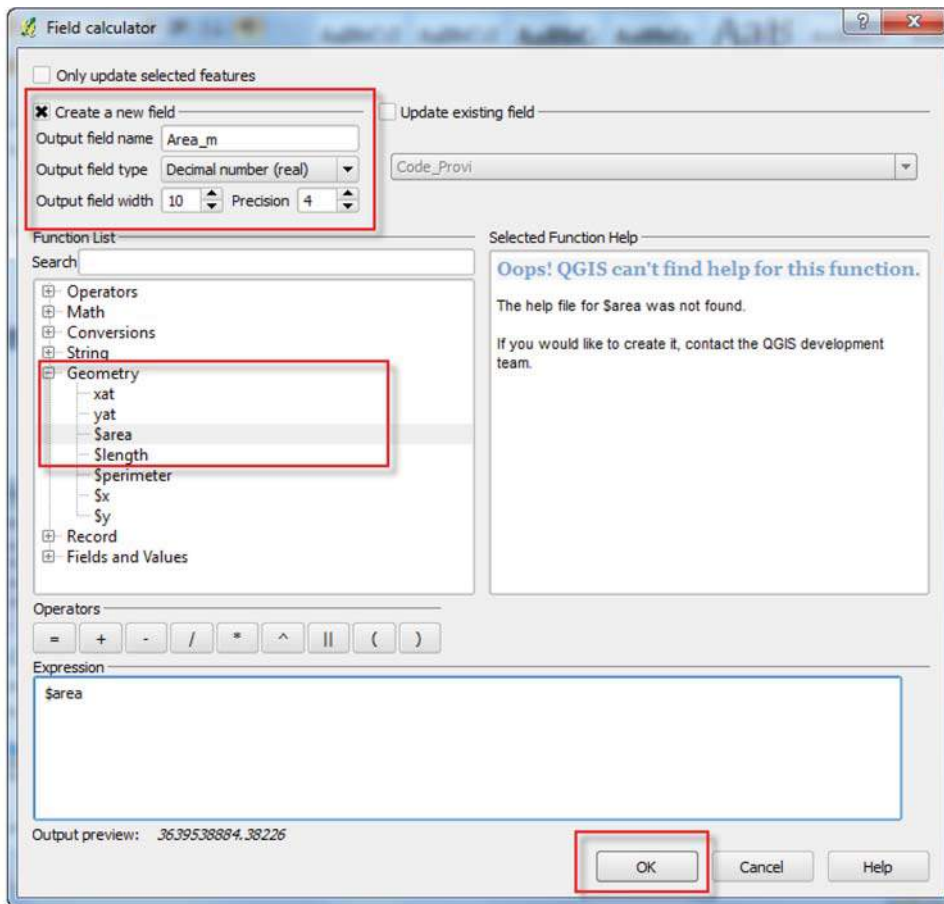 Field calculator
Only update selected features
Create a new field
Output field name Area_m
Output field type Decimal number (real)
Output field width 10 Precision 4
Update existing field
Code_Provi
Function List
Search
Operators
Math
Conversions
String
Geometry
xat
yat
$area
$length
$perimeter
$x
$y
Record
Fields and Values
Selected Function Help
Oops! QGIS can't find help for this function.
The help file for $area was not found.
If you would like to create it, contact the QGIS development
team.
Operators
= + - / * ^ || ( )
Expression
$area
Output preview: 3639538884.38226
OK Cancel Help